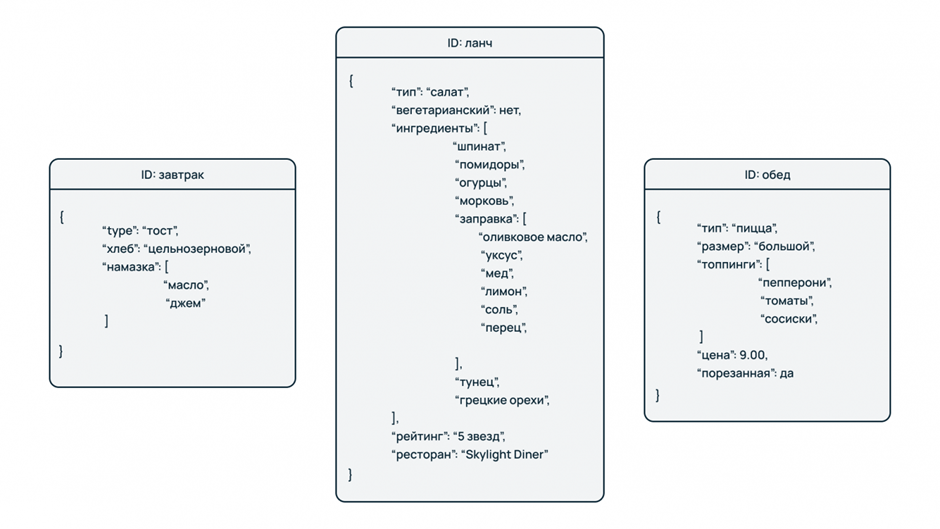 ID: завтрак
{
"type": “тост”,
“хлеб”: “цельнозерновой”,
“намазка”: [
“масло”,
“джем”
]
}
ID: ланч
{
“тип”: “салат”,
“вегетарианский”: нет,
“ингредиенты”: [
“шпинат”
“помидоры”,
“огурцы”,
“морковь”,
“заправка”: [
“оливковое масло”,
“уксус”,
“мед”,
“лимон”,
“соль”,
“перец”,
],
“тунец”,
“грецкие орехи”,
],
“рейтинг”: “5 звезд”,
“ресторан”: “Skylight Diner”
}
ID: обед
{
“тип”: “пицца”,
“размер”: “большой”,
“топпинги”: [
“пепперони”,
“томаты”,
“сосиски”,
]
“цена”: 9.00,
“порезанная”: да
}